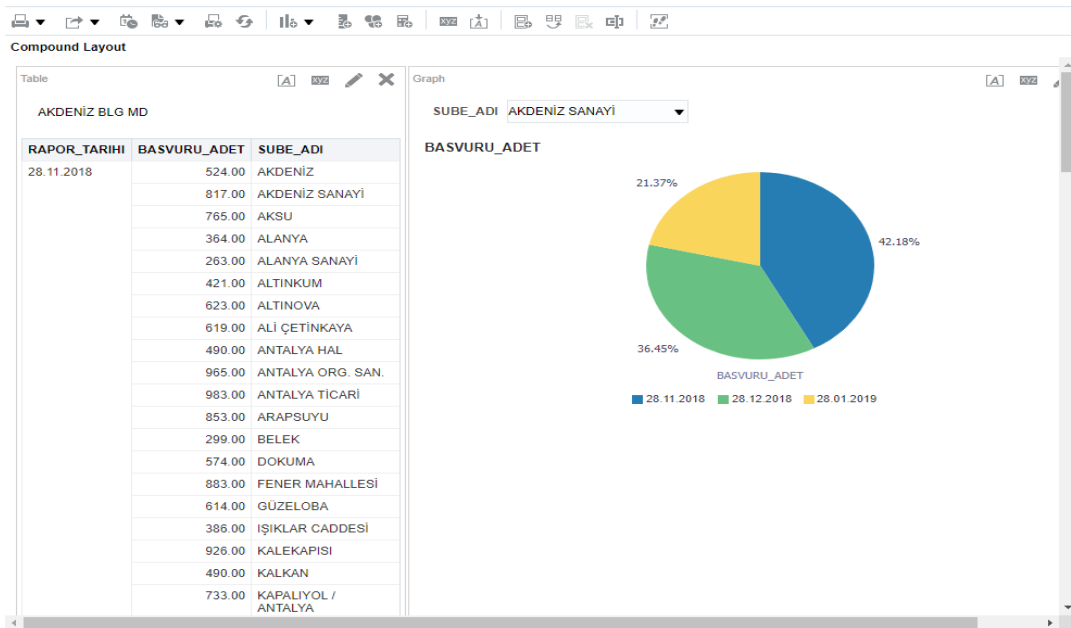 xyz
Compound Layout
Table
A
xyz
AKDENİZ BLG MD
RAPOR_TARIHI BASVURU_ADET SUBE_ADI
28.11.2018 524.00 AKDENİZ
817.00 AKDENİZ SANAYİ
765.00 AKSU
364.00 ALANYA
263.00 ALANYA SANAYİ
421.00 ALTINKUM
623.00 ALTINOVA
619.00 ALİ ÇETİNKAYA
490.00 ANTALYA HAL
965.00 ANTALYA ORG. SAN.
983.00 ANTALYA TİCARİ
853.00 ARAPSUYU
299.00 BELEK
574.00 DOKUMA
883.00 FENER MAHALLESİ
614.00 GÜZELOBA
386.00 IŞIKLAR CADDESİ
926.00 KALEKAPISI
490.00 KALKAN
733.00 KAPALIYOL /
ANTALYA
Graph
A
xyz
SUBE_ADI AKDENİZ SANAYİ
BASVURU_ADET
21.37%
42.18%
36.45%
BASVURU_ADET
28.11.2018 28.12.2018 28.01.2019